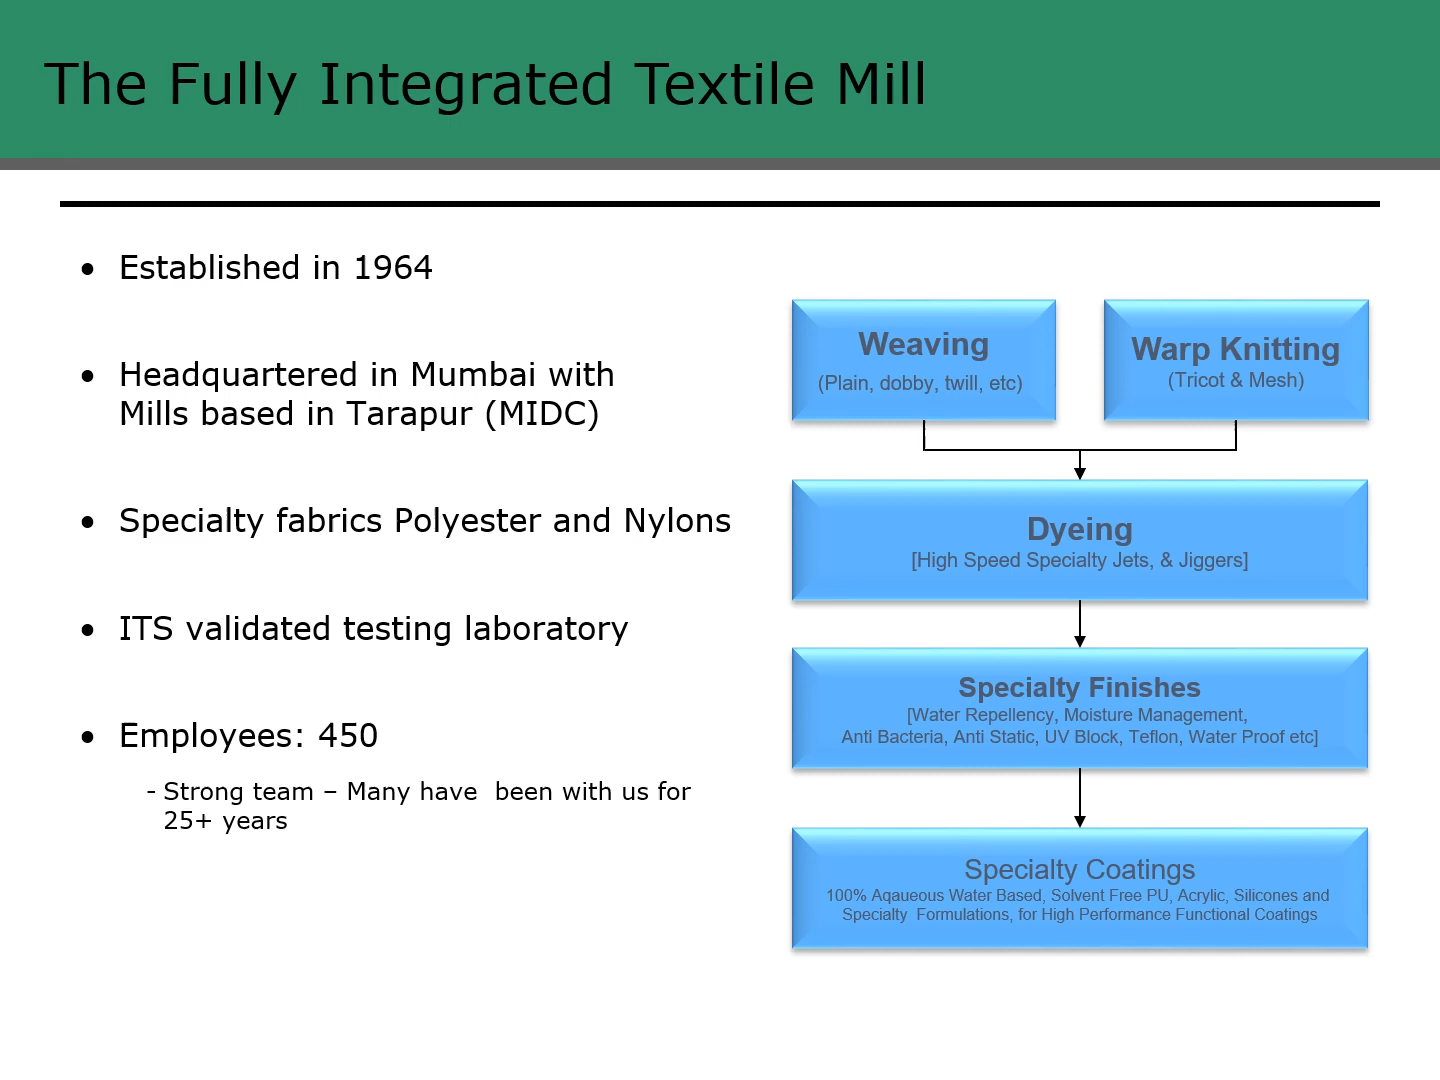 The Fully Integrated Textile Mill
• Established in 1964
• Headquartered in Mumbai with
Mills based in Tarapur (MIDC)
• Specialty fabrics Polyester and Nylons
• ITS validated testing laboratory
• Employees: 450
- Strong team – Many have  been with us for
25+ years
Weaving
(Plain, dobby, twill, etc)
Warp Knitting
(Tricot & Mesh)
Dyeing
[High Speed Specialty Jets, & Jiggers]
Specialty Finishes
[Water Repellency, Moisture Management,
Anti Bacteria, Anti Static, UV Block, Teflon, Water Proof etc]
Specialty Coatings
100% Aqaueous Water Based, Solvent Free PU, Acrylic, Silicones and
Specialty  Formulations, for High Performance Functional Coatings